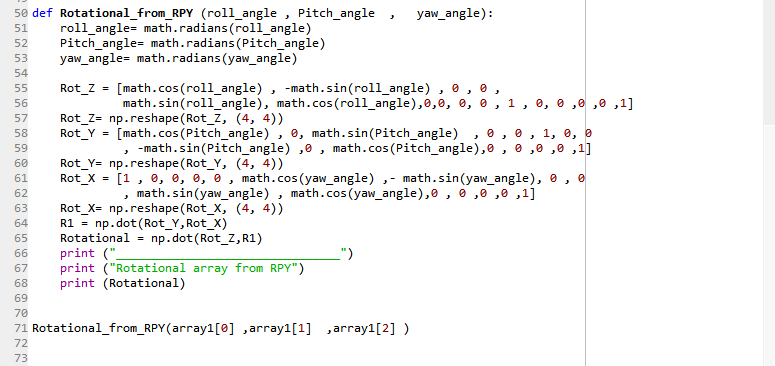 50 def Rotational_from_RPY (roll_angle , Pitch_angle  ,   yaw_angle):
51    roll_angle= math.radians(roll_angle)
52    Pitch_angle= math.radians(Pitch_angle)
53    yaw_angle= math.radians(yaw_angle)
54
55    Rot_Z = [math.cos(roll_angle) , -math.sin(roll_angle) , 0 , 0 ,
56            math.sin(roll_angle), math.cos(roll_angle),0,0, 0, 0 , 1 , 0, 0 ,0 ,0 ,1]
57    Rot_Z= np.reshape(Rot_Z, (4, 4))
58    Rot_Y = [math.cos(Pitch_angle) , 0, math.sin(Pitch_angle)  , 0 , 0 , 1, 0, 0
59            , -math.sin(Pitch_angle) ,0 , math.cos(Pitch_angle),0 , 0 ,0 ,0 ,1]
60    Rot_Y= np.reshape(Rot_Y, (4, 4))
61    Rot_X = [1 , 0, 0, 0, 0 , math.cos(yaw_angle) ,- math.sin(yaw_angle), 0 , 0
62            , math.sin(yaw_angle) , math.cos(yaw_angle),0 , 0 ,0 ,0 ,1]
63    Rot_X= np.reshape(Rot_X, (4, 4))
64    R1 = np.dot(Rot_Y,Rot_X)
65    Rotational = np.dot(Rot_Z,R1)
66    print ("________________________________")
67    print ("Rotational array from RPY")
68    print (Rotational)
69
70
71 Rotational_from_RPY(array1[0] ,array1[1]  ,array1[2] )
72
73